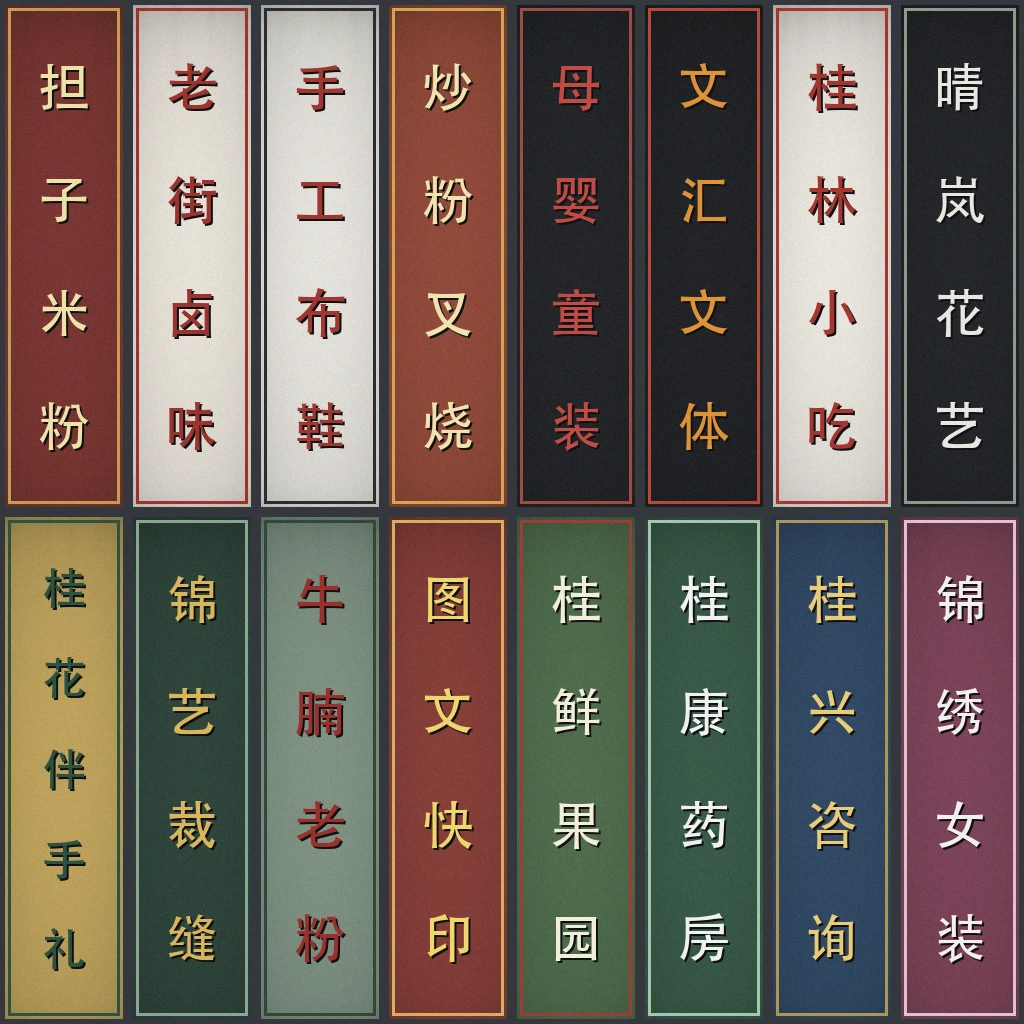 担子米粉
老街卤味
手工布鞋
炒粉叉烧
母婴童装
文汇文体
桂林小吃
晴岚花艺
桂花伴手礼
锦艺裁缝
牛腩老粉
图文快印
桂鲜果园
桂康药房
桂兴咨询
锦绣女装